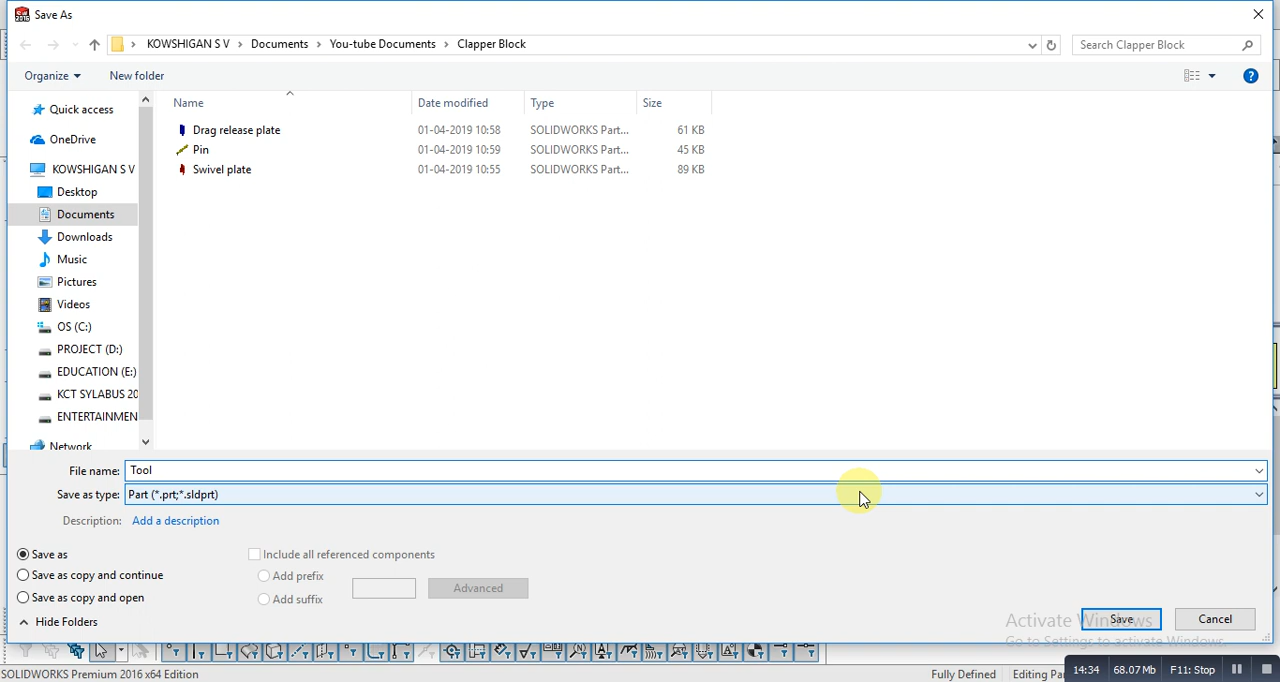 Save As
KOWSHIGAN S V > Documents > You-tube Documents > Clapper Block
Search Clapper Block
Organize
New folder
Name
Date modified
Type
Size
Quick access
OneDrive
KOWSHIGAN S V
Desktop
Documents
Downloads
Music
Pictures
Videos
OS (C:)
PROJECT (D:)
EDUCATION (E:)
KCT SYLABUS 20
ENTERTAINMEN
Network
Drag release plate 01-04-2019 10:58 SOLIDWORKS Part... 61 KB
Pin 01-04-2019 10:59 SOLIDWORKS Part... 45 KB
Swivel plate 01-04-2019 10:55 SOLIDWORKS Part... 89 KB
File name: Tool
Save as type: Part (*.prt;*.sldprt)
Description: Add a description
Save as
Save as copy and continue
Save as copy and open
Include all referenced components
Add prefix
Add suffix
Advanced
Hide Folders
Save
Cancel
Activate Windows
Go to Settings to activate Windows.
SOLIDWORKS Premium 2016 x64 Edition
Fully Defined
Editing Pa
14:34 68.07Mb F11: Stop